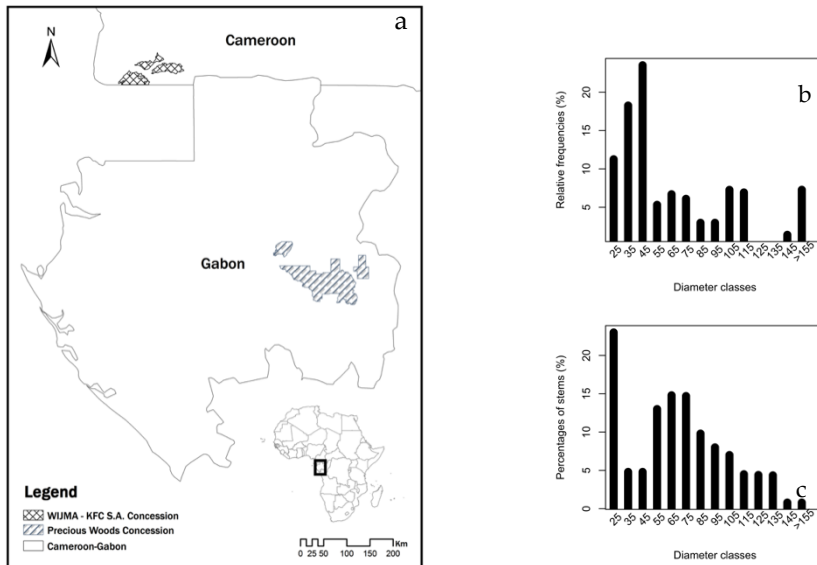 a
N
Cameroon
Gabon
Legend
WIJMA - KFC S.A. Concession
Precious Woods Concession
Cameroon-Gabon
Km
0 25 50 100 150 200
b
Relative frequencies (%)
20
15
10
5
25 35 45 55 65 75 85 95 105 115 125 135 145 >155
Diameter classes
c
Percentages of stems (%)
20
15
10
5
0
25 35 45 55 65 75 85 95 105 115 125 135 145 >155
Diameter classes